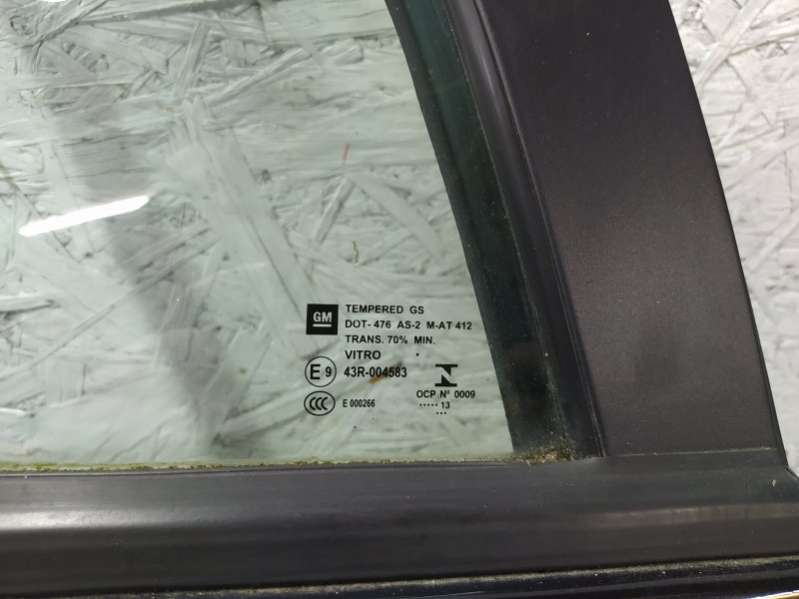 GM
TEMPERED GS
DOT-476 AS-2 M-AT 412
TRANS. 70% MIN.
VITRO
E 9 43R-004583
CCC E 000266
OCP N° 0009
..... 13
...